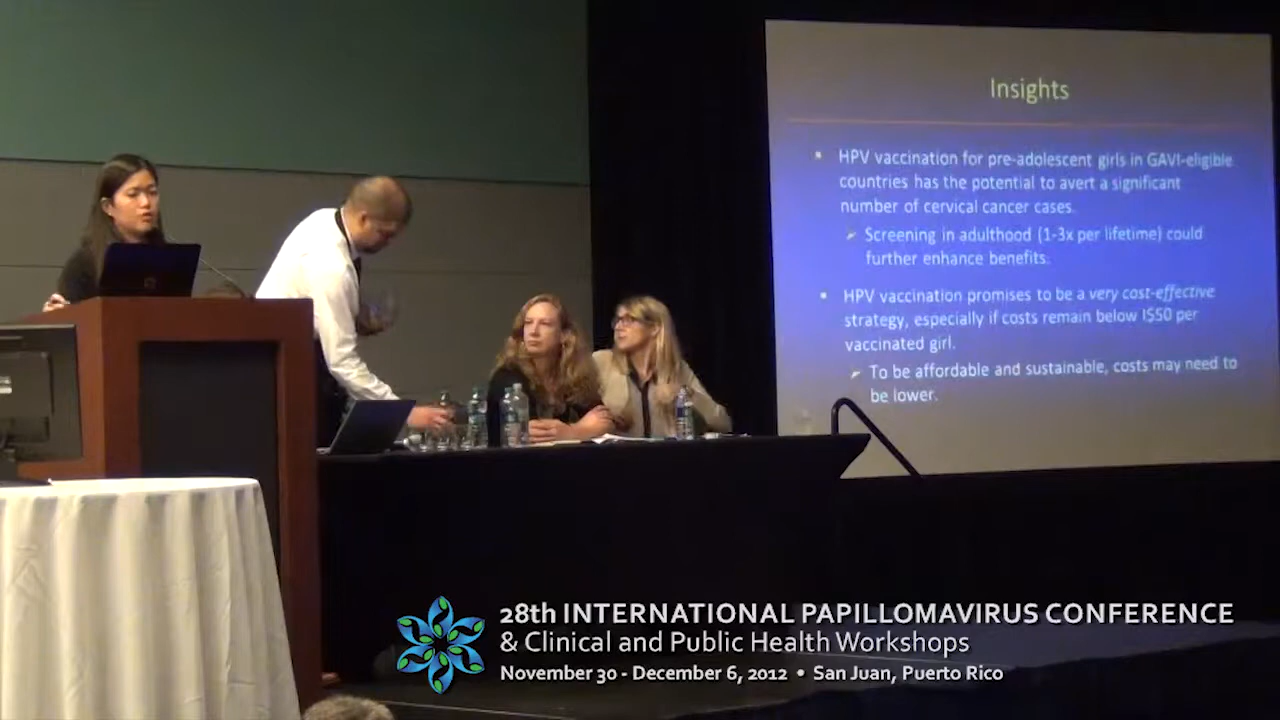 Insights
HPV vaccination for pre-adolescent girls in GAVI-eligible
countries has the potential to avert a significant
number of cervical cancer cases.
Screening in adulthood (1-3x per lifetime) could
further enhance benefits.
HPV vaccination promises to be a very cost-effective
strategy, especially if costs remain below I$50 per
vaccinated girl.
To be affordable and sustainable, costs may need to
be lower.
28th INTERNATIONAL PAPILLOMAVIRUS CONFERENCE
& Clinical and Public Health Workshops
November 30 - December 6, 2012 • San Juan, Puerto Rico